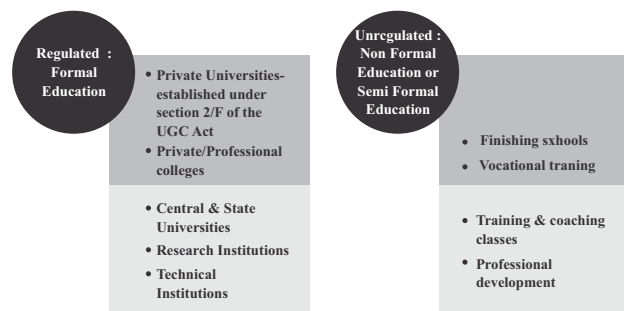 Regulated :
Formal
Education
• Private Universities-
established under
section 2/F of the
UGC Act
• Private/Professional
colleges
• Central & State
Universities
• Research Institutions
• Technical
Institutions
Unrcgulated :
Non Formal
Education or
Semi Formal
Education
• Finishing sxhools
• Vocational traning
• Training & coaching
classes
• Professional
development